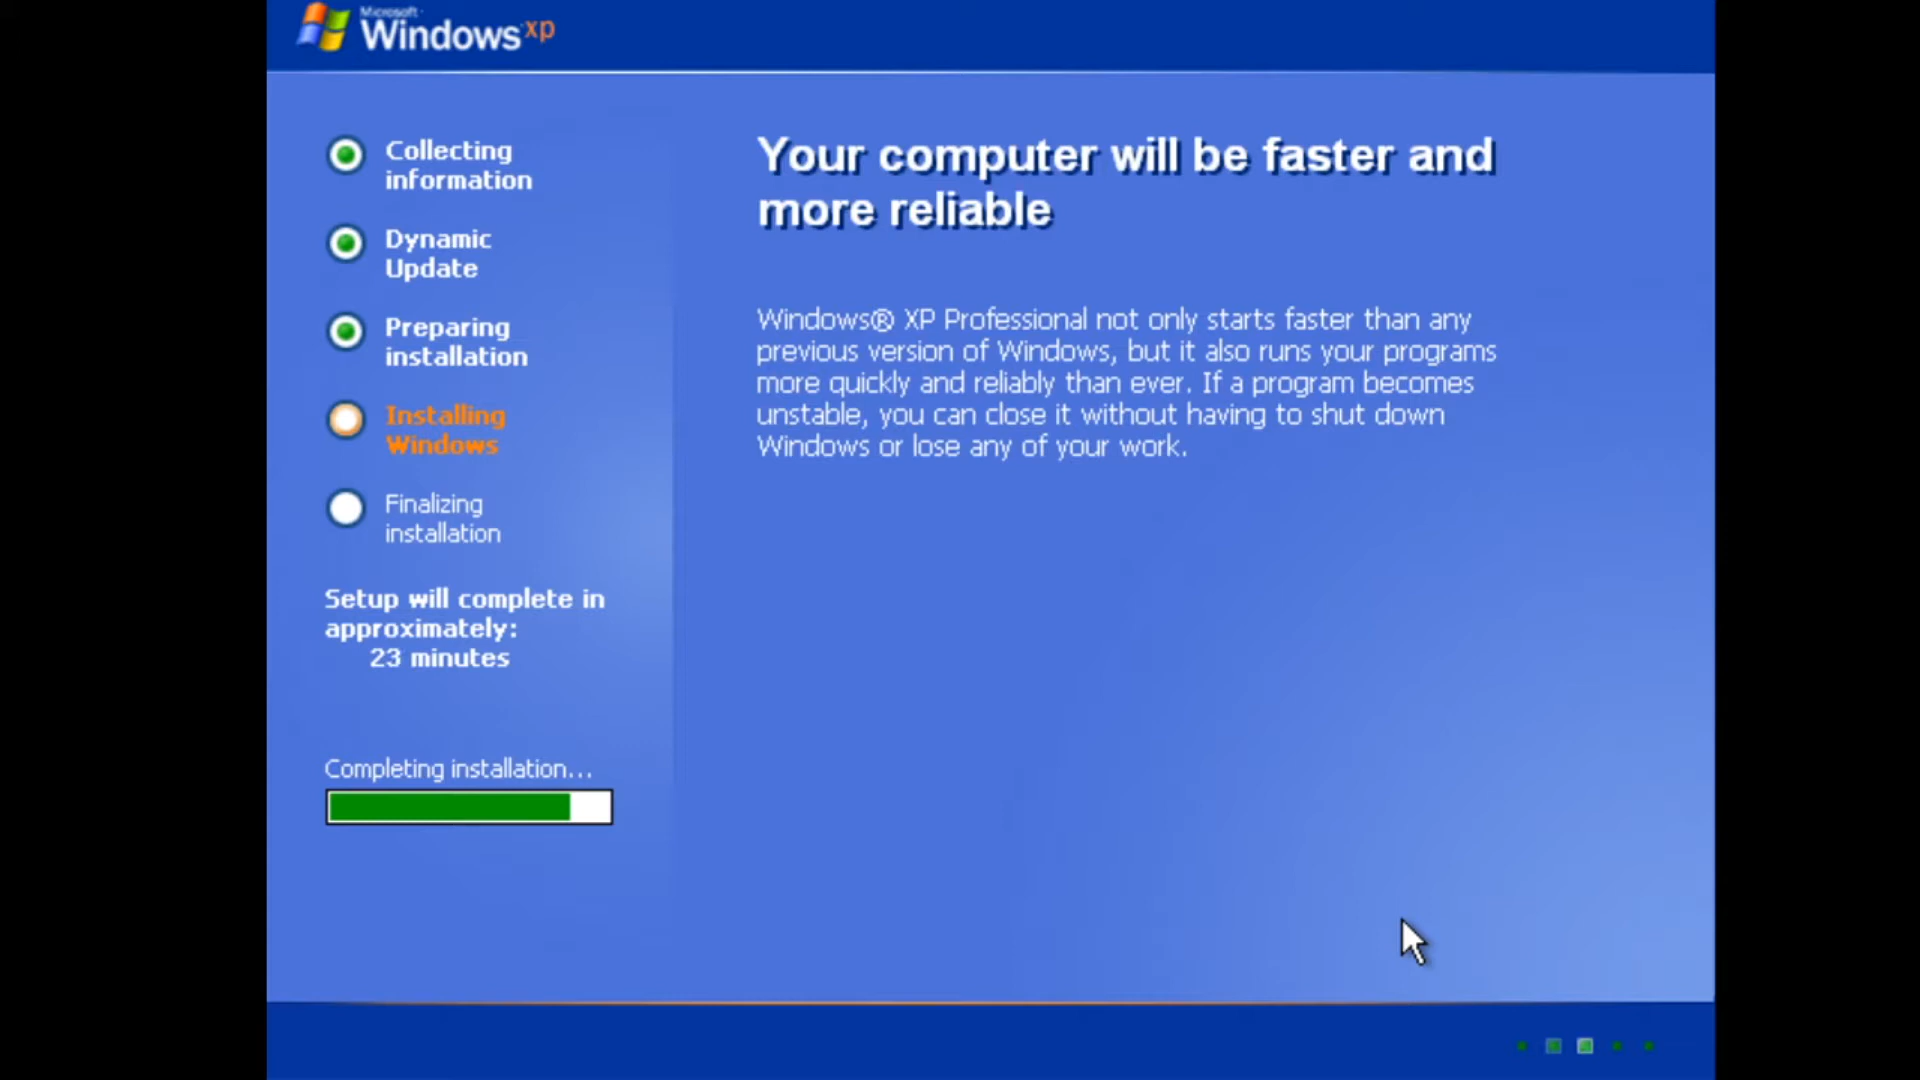 Microsoft
Windows xp
Collecting
information
Dynamic
Update
Preparing
installation
Installing
Windows
Finalizing
installation
Setup will complete in
approximately:
23 minutes
Completing installation...
Your computer will be faster and
more reliable
Windows® XP Professional not only starts faster than any
previous version of Windows, but it also runs your programs
more quickly and reliably than ever. If a program becomes
unstable, you can close it without having to shut down
Windows or lose any of your work.